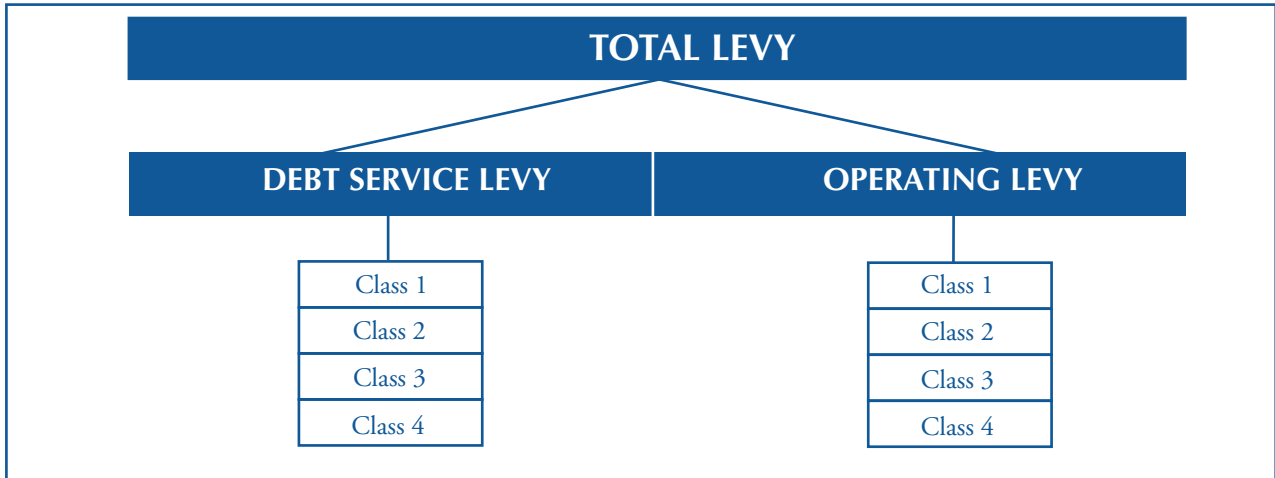 TOTAL LEVY
DEBT SERVICE LEVY
OPERATING LEVY
Class 1
Class 2
Class 3
Class 4
Class 1
Class 2
Class 3
Class 4